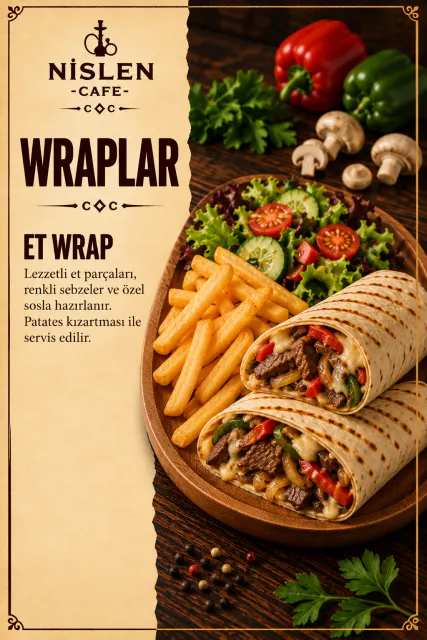 NİSLEN
-CAFE-
C C
WRAPLAR
C C
ET WRAP
Lezzetli et parçaları,
renkli sebzeler ve özel
sosla hazırlanır.
Patates kızartması ile
servis edilir.